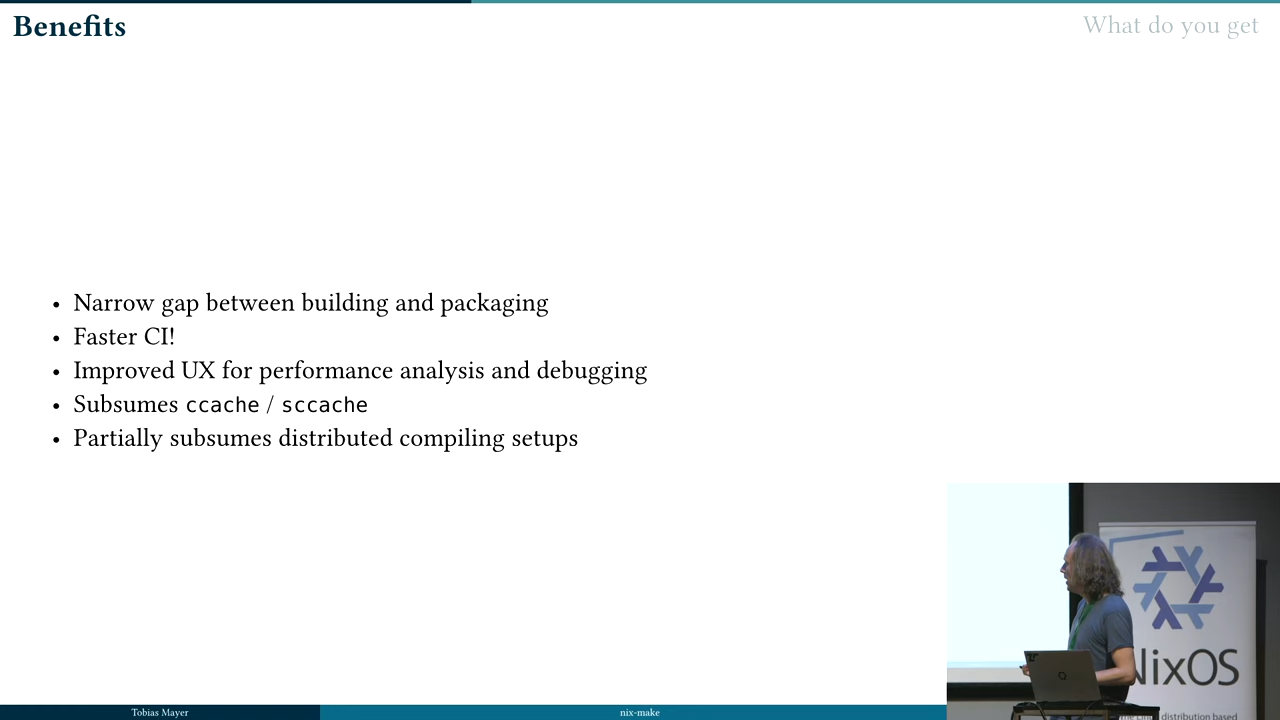 Benefits
What do you get
• Narrow gap between building and packaging
• Faster CI!
• Improved UX for performance analysis and debugging
• Subsumes ccache / sccache
• Partially subsumes distributed compiling setups
NixOS
distribution based
Tobias Mayer
nix-make